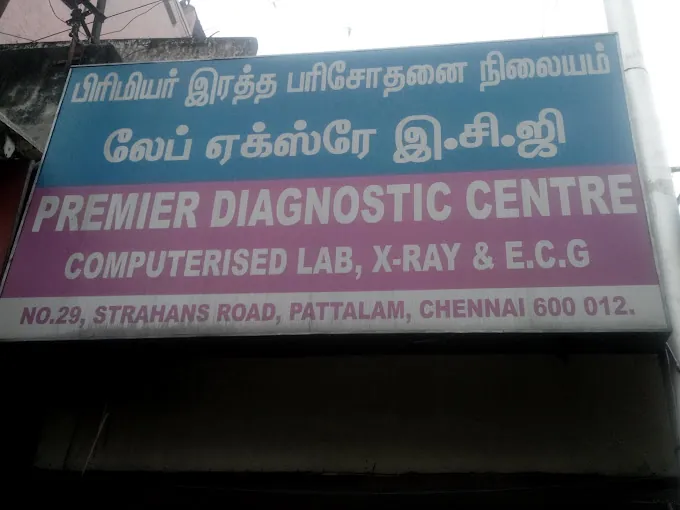 பிரிமியர் இரத்த பரிசோதனை நிலையம்
லேப் ஏக்ஸ்ரே இ.சி.ஜி
PREMIER DIAGNOSTIC CENTRE
COMPUTERISED LAB, X-RAY & E.C.G
NO.29, STRAHANS ROAD, PATTALAM, CHENNAI 600 012.